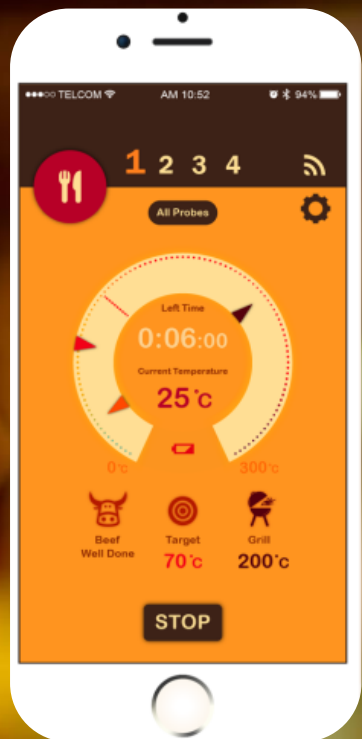 ●●●○○ TELCOM AM 10:52 94%
1 2 3 4
All Probes
Left Time
0:06:00
Current Temperature
25°c
0°c 300°c
Beef Target Grill
Well Done 70°c 200°c
STOP